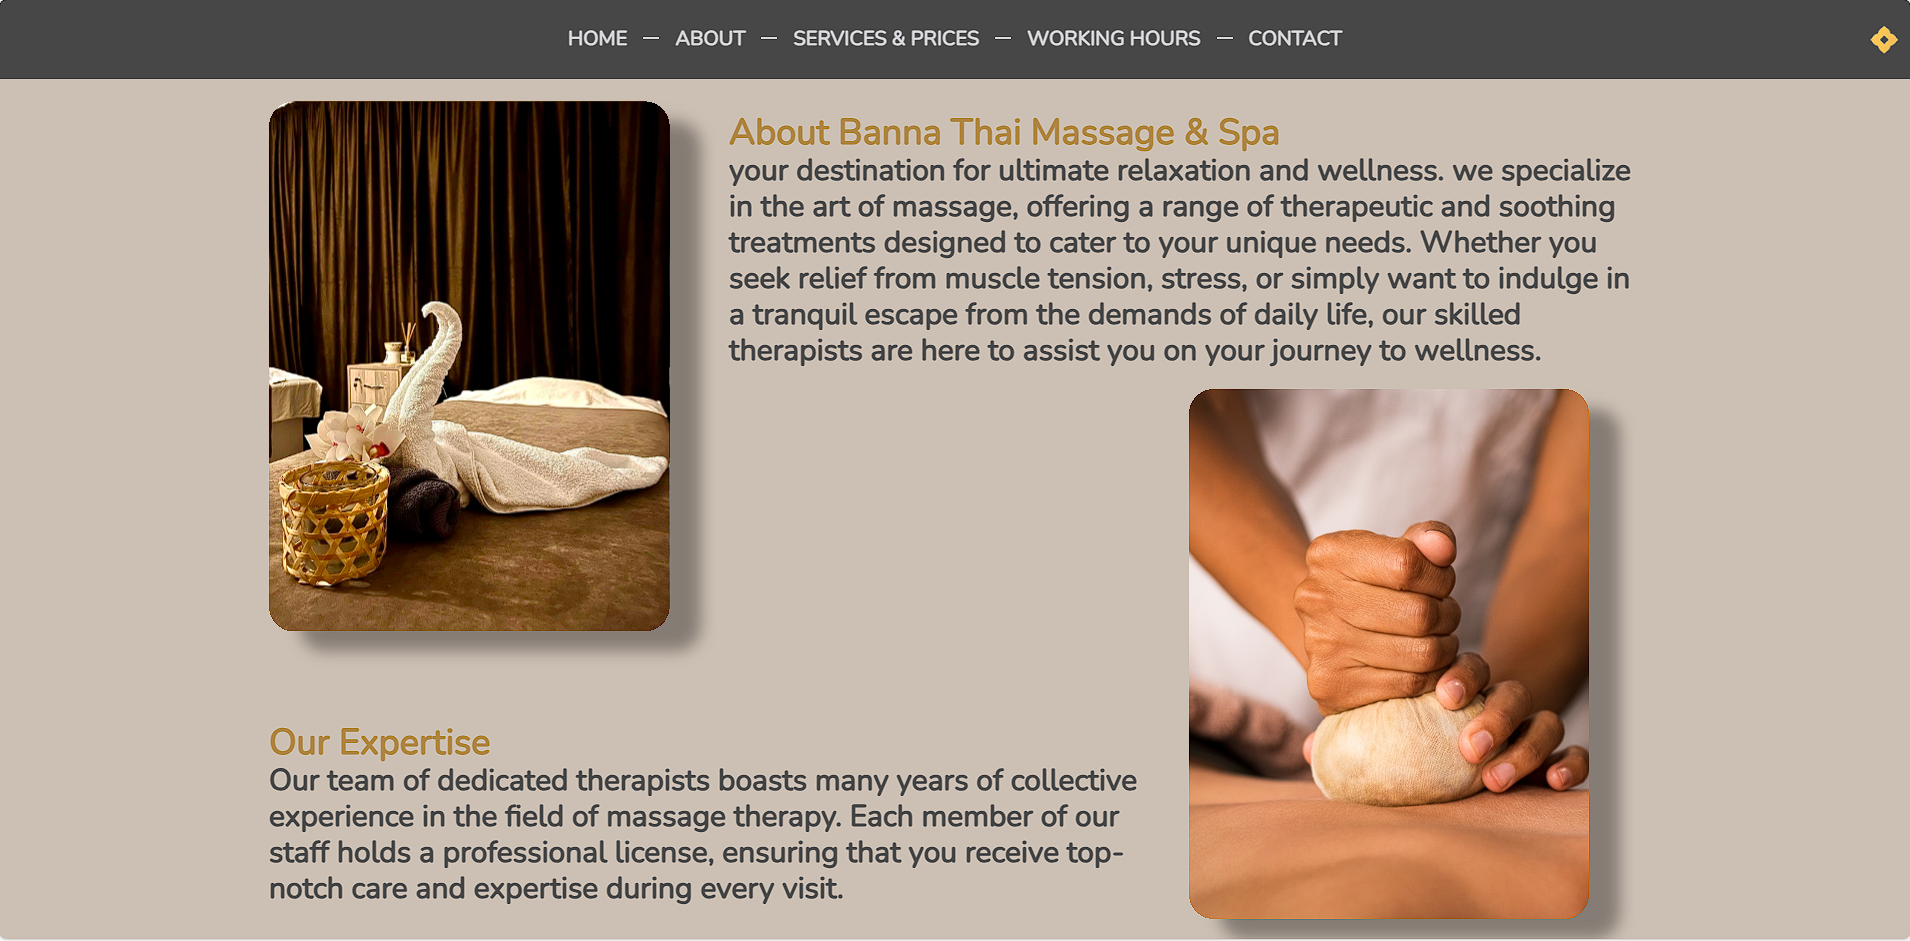 HOME — ABOUT — SERVICES & PRICES — WORKING HOURS — CONTACT
About Banna Thai Massage & Spa
your destination for ultimate relaxation and wellness. we specialize
in the art of massage, offering a range of therapeutic and soothing
treatments designed to cater to your unique needs. Whether you
seek relief from muscle tension, stress, or simply want to indulge in
a tranquil escape from the demands of daily life, our skilled
therapists are here to assist you on your journey to wellness.
Our Expertise
Our team of dedicated therapists boasts many years of collective
experience in the field of massage therapy. Each member of our
staff holds a professional license, ensuring that you receive top-
notch care and expertise during every visit.